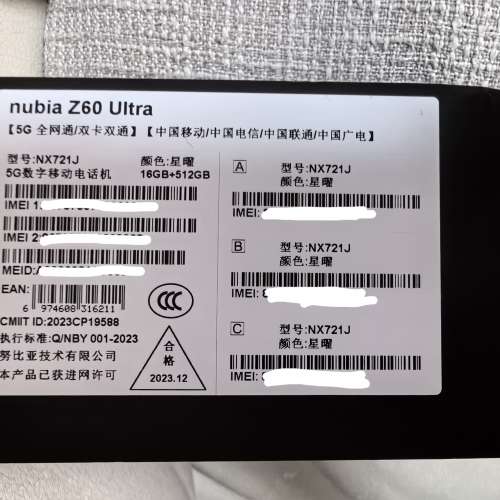 nubia Z60 Ultra
【5G 全网通/双卡双通】【中国移动/中国电信/中国联通/中国广电】
型号:NX721J 颜色:星曜
5G数字移动电话机 16GB+512GB
IMEI 1:
IMEI 2:
MEID:
EAN:
6 974608 316211
CMIIT ID:2023CP19588
执行标准:Q/NBY 001-2023
努比亚技术有限公司
本产品已获进网许可
CCC
合格
2023.12
A 型号:NX721J
颜色:星曜
IMEI:
B 型号:NX721J
颜色:星曜
IMEI:
C 型号:NX721J
颜色:星曜
IMEI: